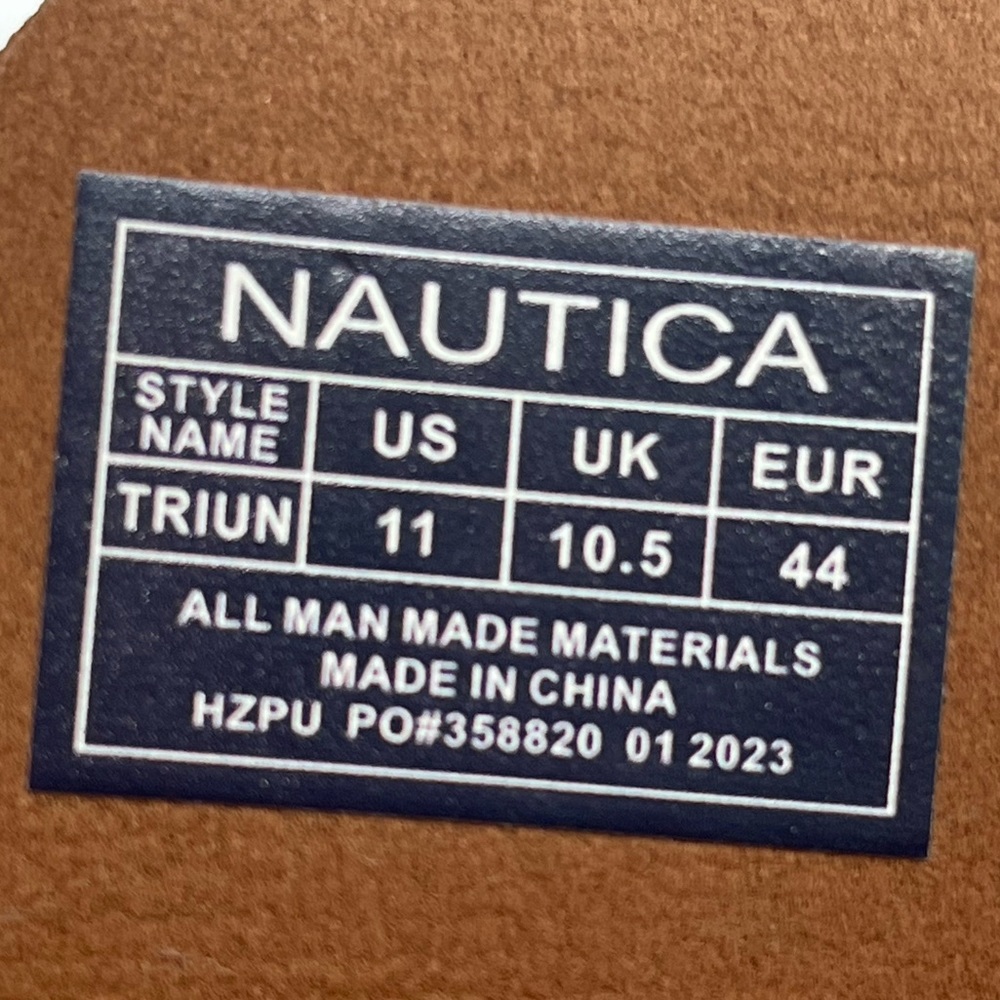 NAUTICA
STYLE NAME US UK EUR
TRIUN 11 10.5 44
ALL MAN MADE MATERIALS
MADE IN CHINA
HZPU PO#358820 01 2023